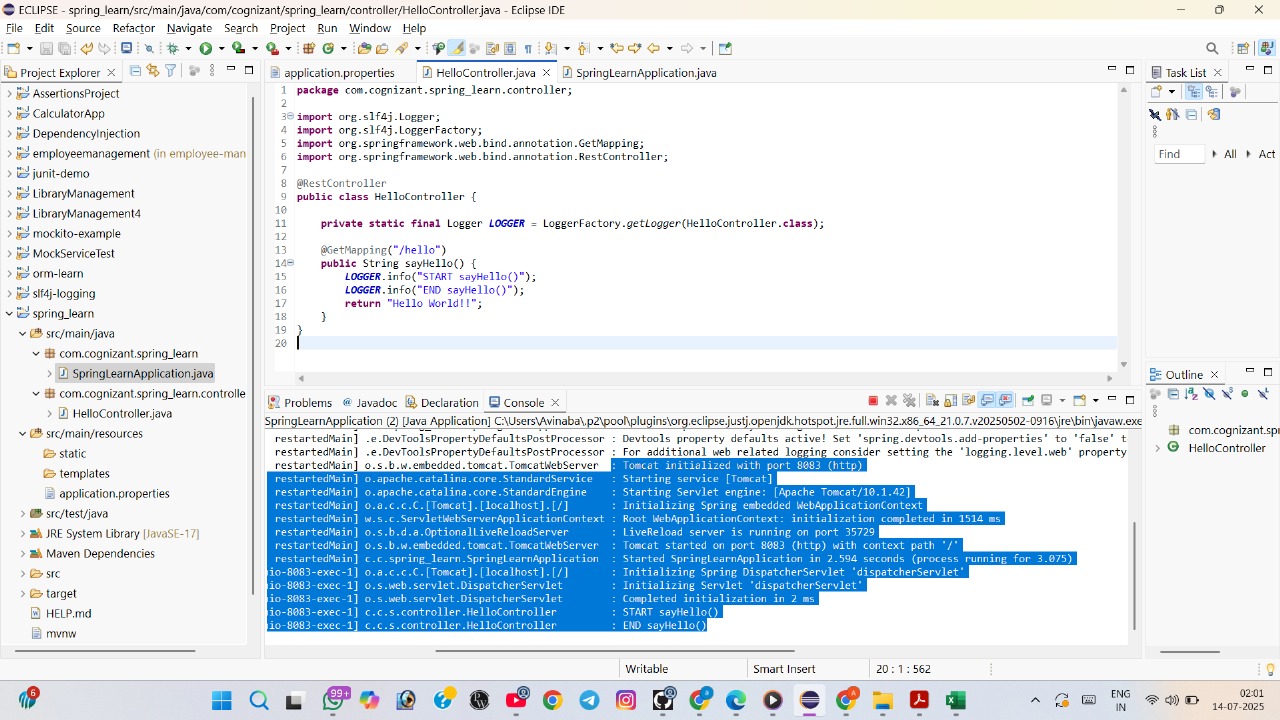 ECLIPSE - spring_learn/src/main/java/com/cognizant/spring_learn/controller/HelloController.java - Eclipse IDE
File Edit Source Refactor Navigate Search Project Run Window Help
Project Explorer
AssertionsProject
CalculatorApp
DependencyInjection
employeemanagement (in employee-man
junit-demo
LibraryManagement
LibraryManagement4
mockito-example
MockServiceTest
orm-learn
slf4j-logging
spring_learn
src/main/java
com.cognizant.spring_learn
SpringLearnApplication.java
com.cognizant.spring_learn.controlle
HelloController.java
src/main/resources
static
templates
application.properties
src/test/java
JRE System Library [JavaSE-17]
Maven Dependencies
src
target
HELP.md
mvnw
application.properties HelloController.java SpringLearnApplication.java
1 package com.cognizant.spring_learn.controller;
2
3 import org.slf4j.Logger;
4 import org.slf4j.LoggerFactory;
5 import org.springframework.web.bind.annotation.GetMapping;
6 import org.springframework.web.bind.annotation.RestController;
7
8 @RestController
9 public class HelloController {
10
11 private static final Logger LOGGER = LoggerFactory.getLogger(HelloController.class);
12
13 @GetMapping("/hello")
14 public String sayHello() {
15 LOGGER.info("START sayHello()");
16 LOGGER.info("END sayHello()");
17 return "Hello World!!";
18 }
19 }
20
Problems Javadoc Declaration Console
SpringLearnApplication (2) [Java Application] C:\Users\Avinaba\.p2\pool\plugins\org.eclipse.justj.openjdk.hotspot.jre.full.win32.x86_64_21.0.7.v20250502-0916\jre\bin\javaw.ex
restartedMain] .e.DevToolsPropertyDefaultsPostProcessor : Devtools property defaults active! Set 'spring.devtools.add-properties' to 'false' t
restartedMain] .e.DevToolsPropertyDefaultsPostProcessor : For additional web related logging consider setting the 'logging.level.web' property
restartedMain] o.s.b.w.embedded.tomcat.TomcatWebServer : Tomcat initialized with port 8083 (http)
restartedMain] o.apache.catalina.core.StandardService : Starting service [Tomcat]
restartedMain] o.apache.catalina.core.StandardEngine : Starting Servlet engine: [Apache Tomcat/10.1.42]
restartedMain] o.a.c.c.C.[Tomcat].[localhost].[/] : Initializing Spring embedded WebApplicationContext
restartedMain] w.s.c.ServletWebServerApplicationContext : Root WebApplicationContext: initialization completed in 1514 ms
restartedMain] o.s.b.d.a.OptionalLiveReloadServer : LiveReload server is running on port 35729
restartedMain] o.s.b.w.embedded.tomcat.TomcatWebServer : Tomcat started on port 8083 (http) with context path '/'
restartedMain] c.c.spring_learn.SpringLearnApplication : Started SpringLearnApplication in 2.594 seconds (process running for 3.075)
io-8083-exec-1] o.a.c.c.C.[Tomcat].[localhost].[/] : Initializing Spring DispatcherServlet 'dispatcherServlet'
io-8083-exec-1] o.s.web.servlet.DispatcherServlet : Initializing Servlet 'dispatcherServlet'
io-8083-exec-1] o.s.web.servlet.DispatcherServlet : Completed initialization in 2 ms
io-8083-exec-1] c.c.s.controller.HelloController : START sayHello()
io-8083-exec-1] c.c.s.controller.HelloController : END sayHello()
Task List
Find All Act
Outline
com.cognizant.sp
HelloController
Writable Smart Insert 20 : 1 : 562
6
99+
ENG
IN
02:01
14-07-2025